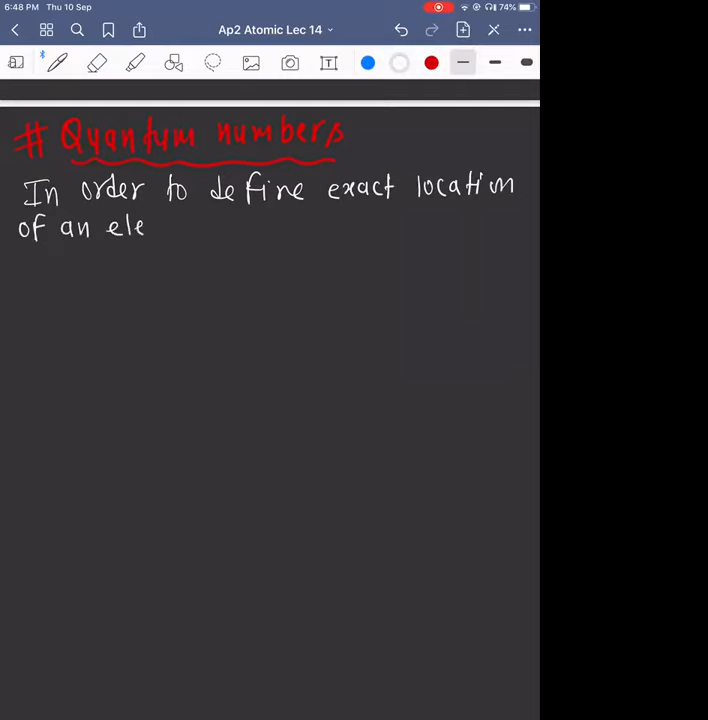 6:48 PM Thu 10 Sep 74%
Ap2 Atomic Lec 14
T
# Quantum numbers
In order to define exact location
of an ele